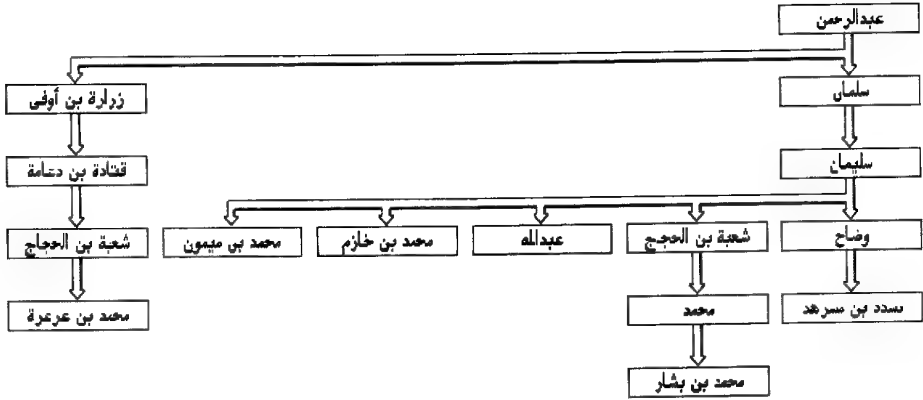 عبدالرحمن
سلمان
زرارة بن أوفى
سليمان
قتادة بن دعامة
وضاح
شعبة بن الحجج
عبدالله
محمد بن خازم
محمد بن ميمون
شعبة بن الحجاج
مسدد بن مسرهد
محمد
محمد بن عرعرة
محمد بن بشار